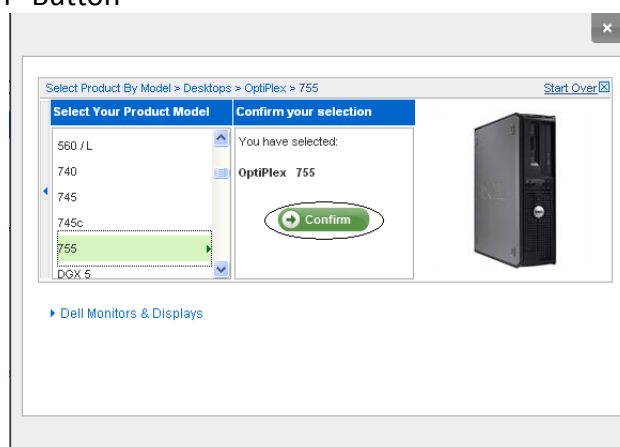 Button
×
Select Product By Model > Desktops > OptiPlex > 755
Start Over
Select Your Product Model
Confirm your selection
560 / L
740
745
745c
755
DGX 5
You have selected:
OptiPlex 755
Confirm
Dell Monitors & Displays